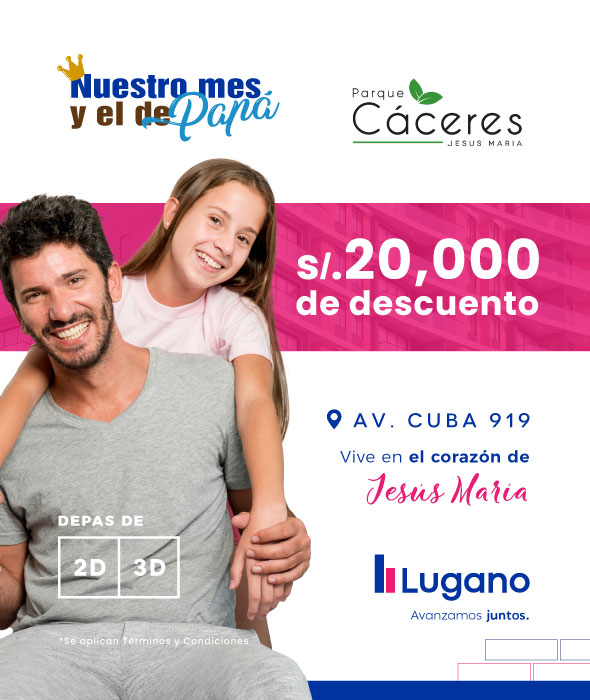 Nuestro mes
y el de Papá
Parque
Cáceres
JESUS MARIA
S/.20,000
de descuento
AV. CUBA 919
Vive en el corazón de
Jesús María
DEPAS DE
2D 3D
Lugano
Avanzamos juntos.
*Se aplican Términos y Condiciones